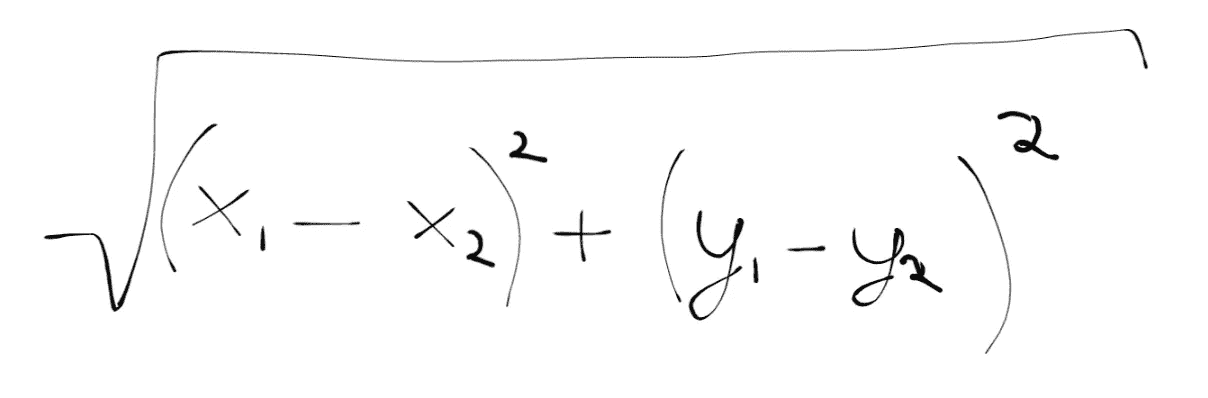 √((x₁ − x₂)² + (y₁ − y₂)²)